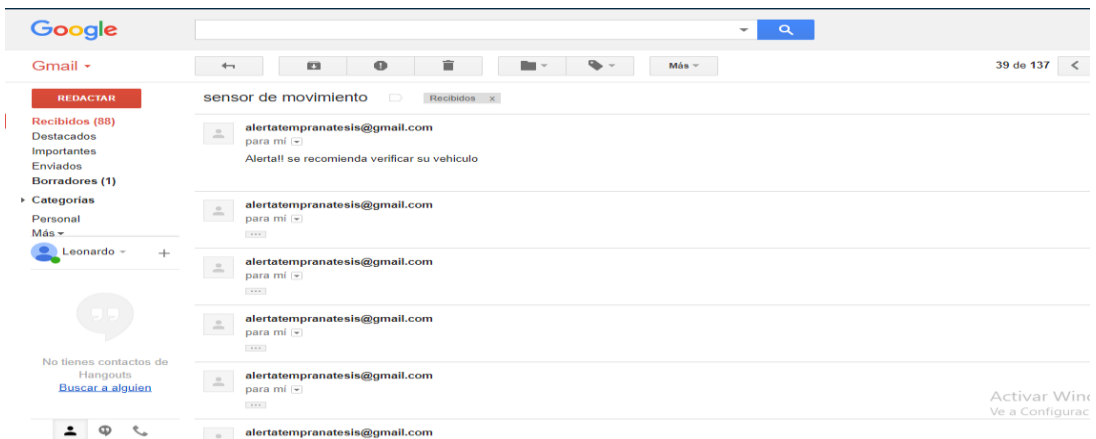 Google
Gmail
Más
39 de 137
REDACTAR
sensor de movimiento
Recibidos x
Recibidos (88)
Destacados
Importantes
Enviados
Borradores (1)
Categorías
Personal
Más
Leonardo
No tienes contactos de
Hangouts
Buscar a alguien
alertatempranatesis@gmail.com
para mí
Alerta!! se recomienda verificar su vehiculo
alertatempranatesis@gmail.com
para mí
alertatempranatesis@gmail.com
para mí
alertatempranatesis@gmail.com
para mí
alertatempranatesis@gmail.com
para mí
alertatempranatesis@gmail.com
Activar Win
Ve a Configurac